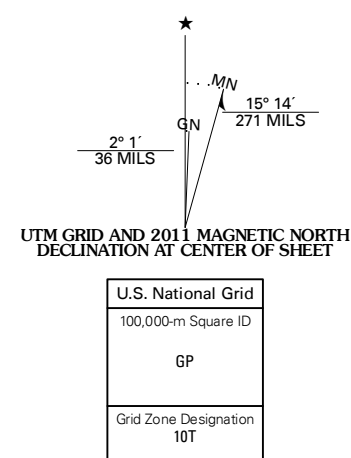 ★
MN
15° 14´
271 MILS
GN
2° 1´
36 MILS
UTM GRID AND 2011 MAGNETIC NORTH
DECLINATION AT CENTER OF SHEET
U.S. National Grid
100,000-m Square ID
GP
Grid Zone Designation
10T